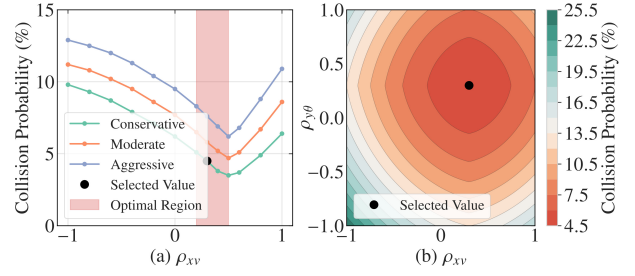 Collision Probability (%)
15
10
5
0
Conservative
Moderate
Aggressive
Selected Value
Optimal Region
−1
0
1
(a) ρxv
ρyθ
1.0
0.5
0.0
−0.5
−1.0
Selected Value
−1
0
1
(b) ρxv
25.5
22.5
19.5
16.5
13.5
10.5
7.5
4.5
Collision Probability (%)